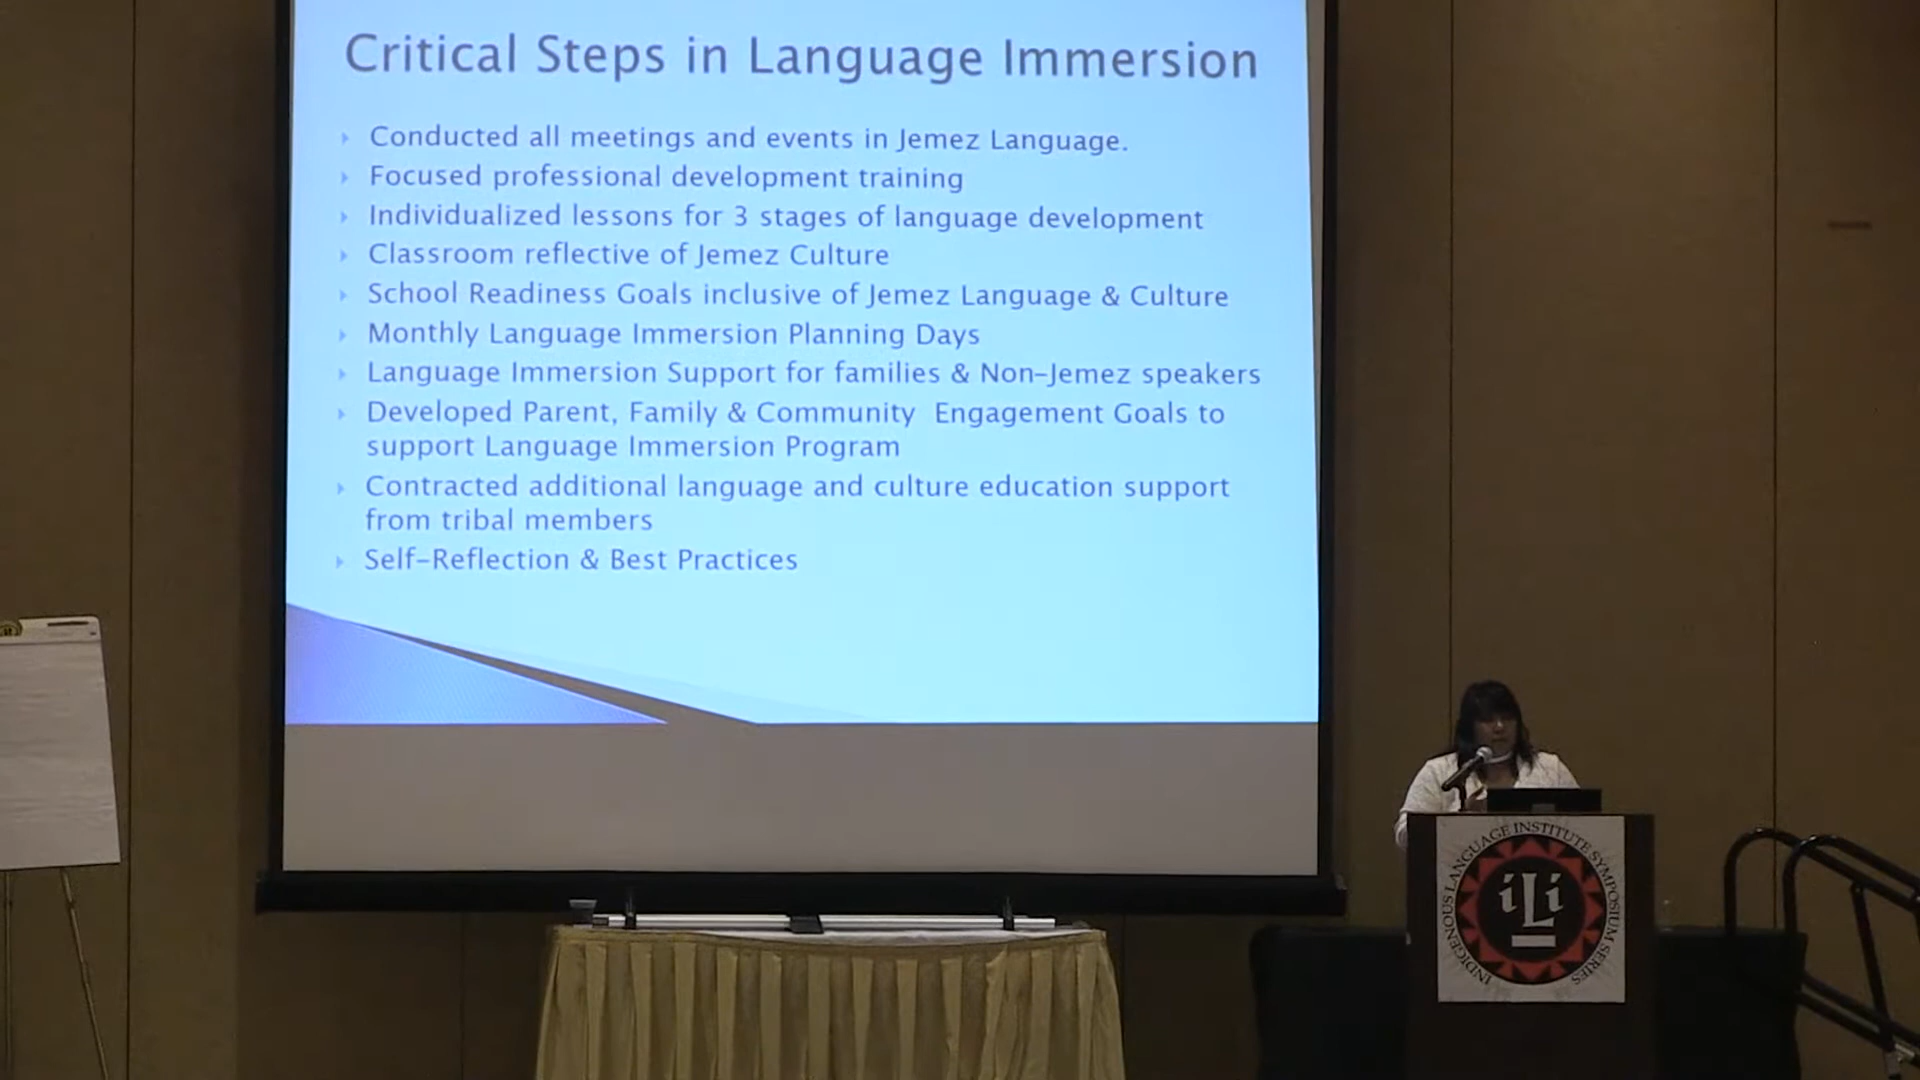 Critical Steps in Language Immersion
Conducted all meetings and events in Jemez Language.
Focused professional development training
Individualized lessons for 3 stages of language development
Classroom reflective of Jemez Culture
School Readiness Goals inclusive of Jemez Language & Culture
Monthly Language Immersion Planning Days
Language Immersion Support for families & Non-Jemez speakers
Developed Parent, Family & Community Engagement Goals to
support Language Immersion Program
Contracted additional language and culture education support
from tribal members
Self-Reflection & Best Practices
INDIGENOUS LANGUAGE INSTITUTE SYMPOSIUM SERIES
iLi